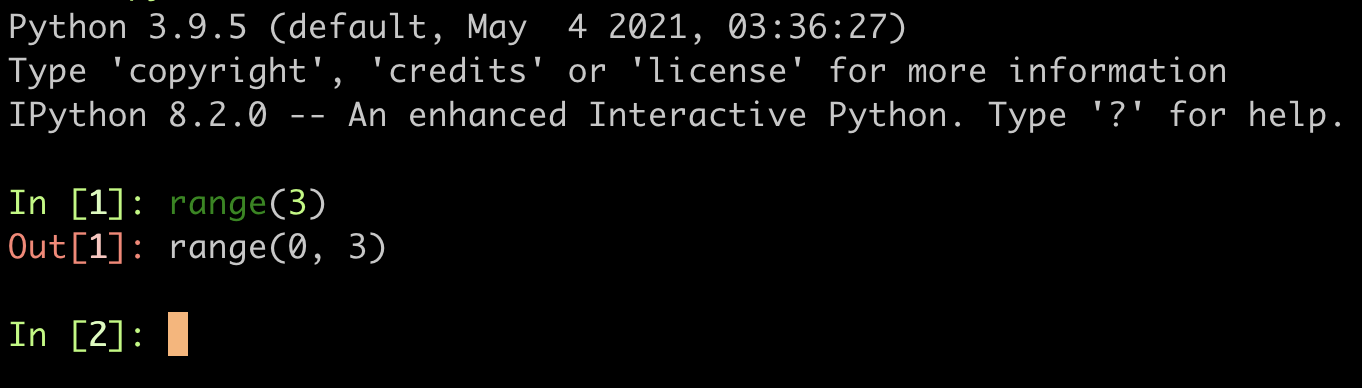 Python 3.9.5 (default, May  4 2021, 03:36:27)
Type 'copyright', 'credits' or 'license' for more information
IPython 8.2.0 -- An enhanced Interactive Python. Type '?' for help.
In [1]: range(3)
Out[1]: range(0, 3)
In [2]: